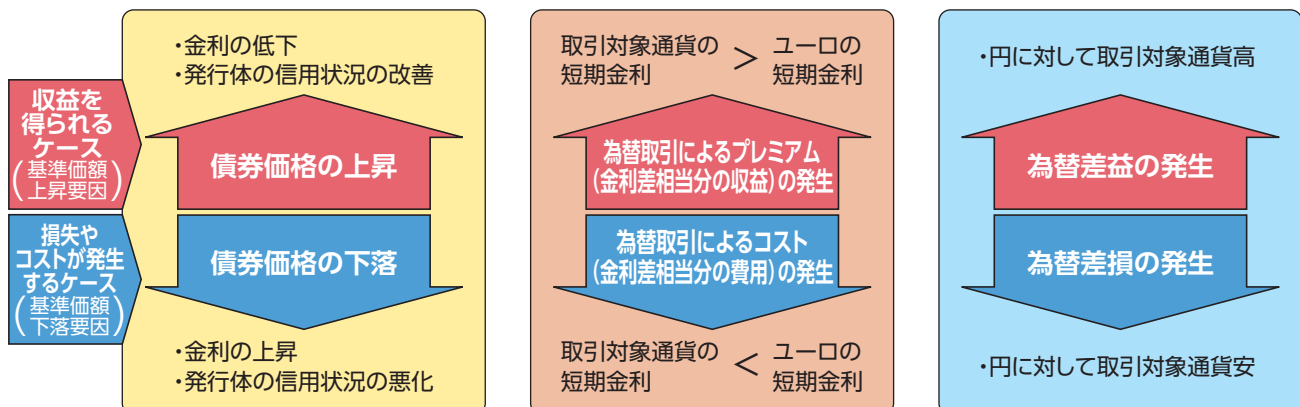 収益を
得られる
ケース
(基準価額
上昇要因)
損失や
コストが発生
するケース
(基準価額
下落要因)
・金利の低下
・発行体の信用状況の改善
債券価格の上昇
債券価格の下落
・金利の上昇
・発行体の信用状況の悪化
取引対象通貨の
短期金利
>
ユーロの
短期金利
為替取引によるプレミアム
(金利差相当分の収益)の発生
為替取引によるコスト
(金利差相当分の費用)の発生
取引対象通貨の
短期金利
<
ユーロの
短期金利
・円に対して取引対象通貨高
為替差益の発生
為替差損の発生
・円に対して取引対象通貨安